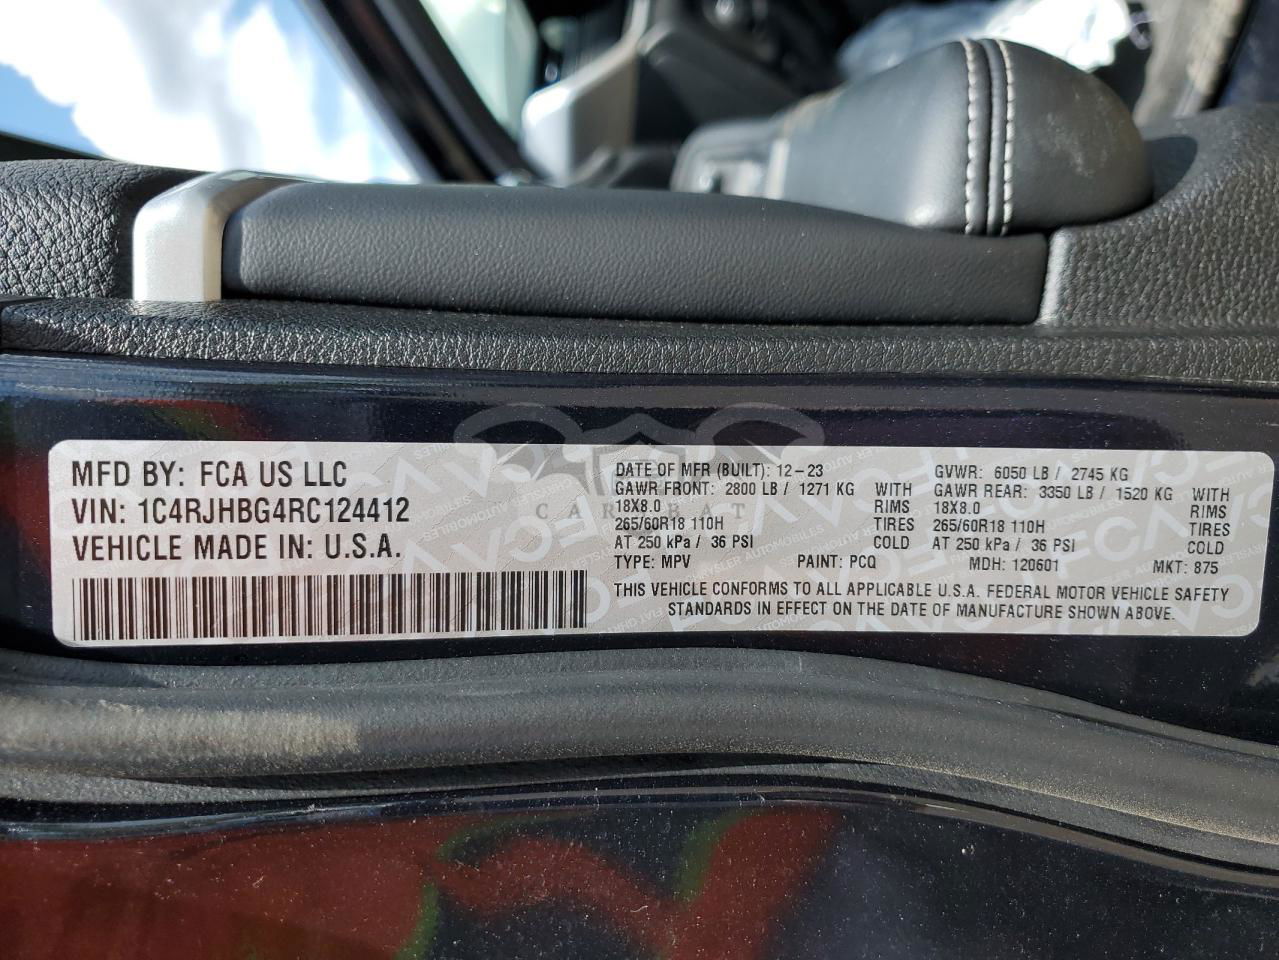 MFD BY: FCA US LLC
VIN: 1C4RJHBG4RC124412
VEHICLE MADE IN: U.S.A.
DATE OF MFR (BUILT): 12-23
GAWR FRONT: 2800 LB / 1271 KG WITH
18X8.0 RIMS
265/60R18 110H TIRES
AT 250 kPa / 36 PSI COLD
GVWR: 6050 LB / 2745 KG
GAWR REAR: 3350 LB / 1520 KG WITH
18X8.0 RIMS
265/60R18 110H TIRES
AT 250 kPa / 36 PSI COLD
TYPE: MPV PAINT: PCQ MDH: 120601 MKT: 875
THIS VEHICLE CONFORMS TO ALL APPLICABLE U.S.A. FEDERAL MOTOR VEHICLE SAFETY
STANDARDS IN EFFECT ON THE DATE OF MANUFACTURE SHOWN ABOVE.